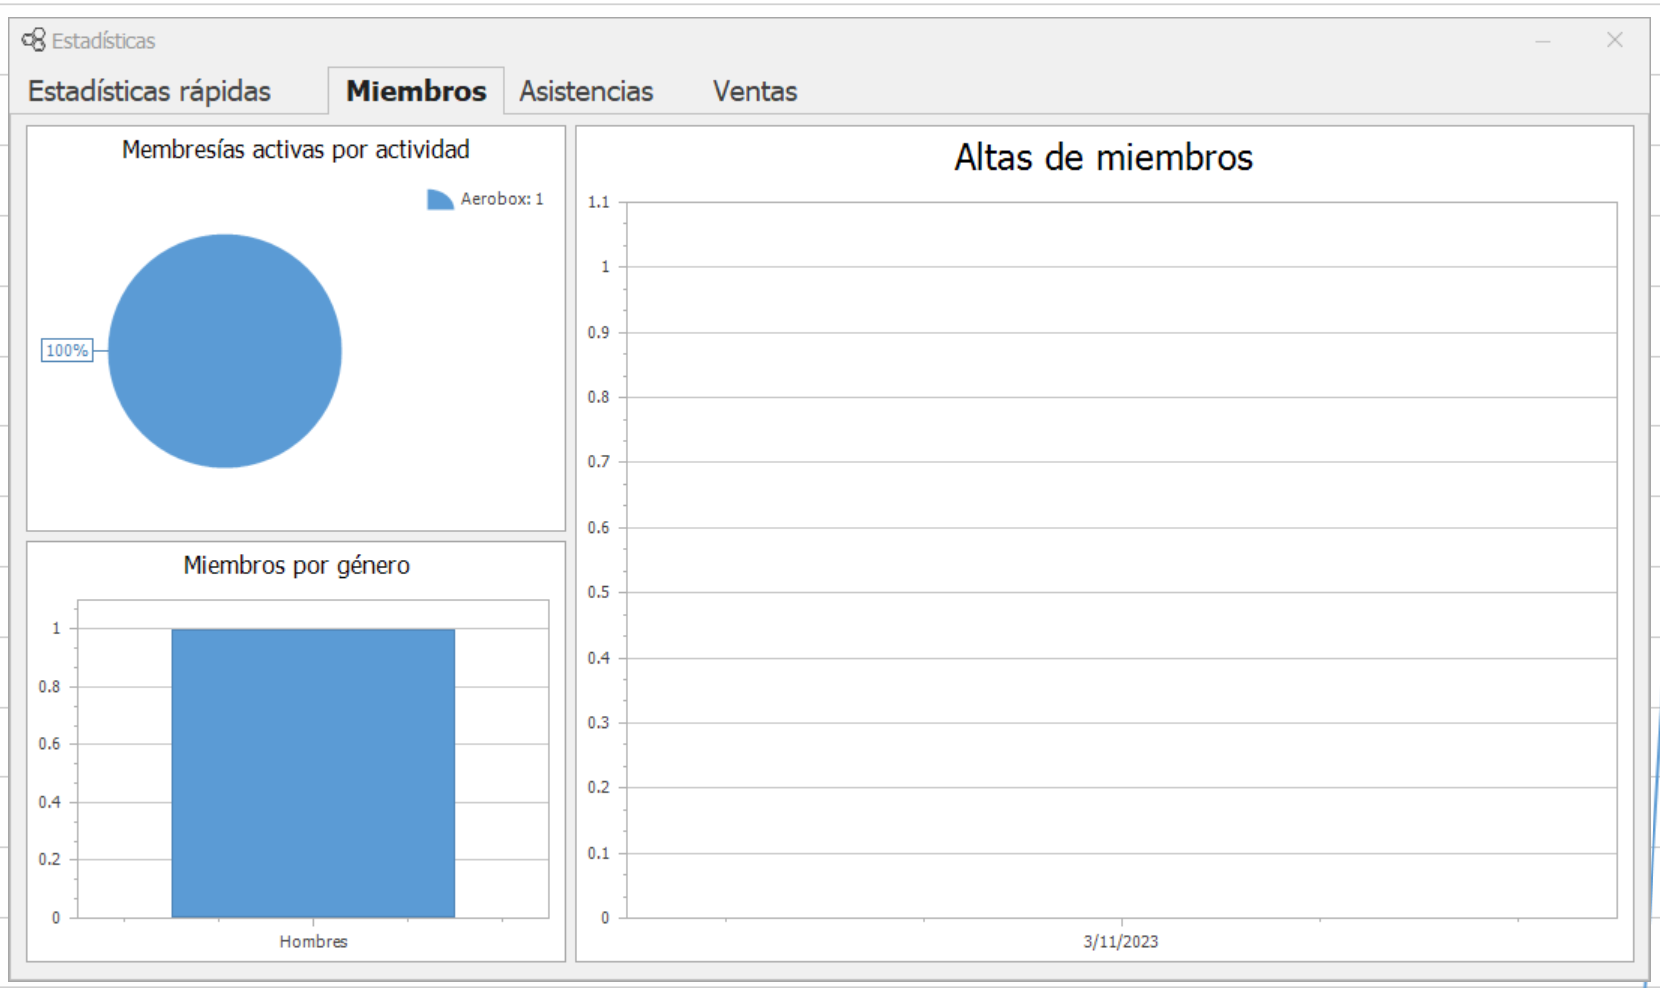 Estadísticas
Estadísticas rápidas Miembros Asistencias Ventas
Membresías activas por actividad
Aerobox: 1
100%
Miembros por género
1
0.8
0.6
0.4
0.2
0
Hombres
Altas de miembros
1.1
1
0.9
0.8
0.7
0.6
0.5
0.4
0.3
0.2
0.1
0
3/11/2023